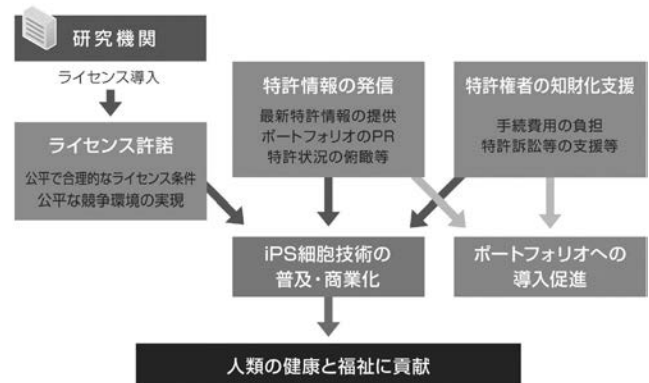 研究機関
ライセンス導入
ライセンス許諾
公平で合理的なライセンス条件
公平な競争環境の実現
特許情報の発信
最新特許情報の提供
ポートフォリオのPR
特許状況の俯瞰等
特許権者の知財化支援
手続費用の負担
特許訴訟等の支援等
iPS細胞技術の
普及・商業化
ポートフォリオへの
導入促進
人類の健康と福祉に貢献